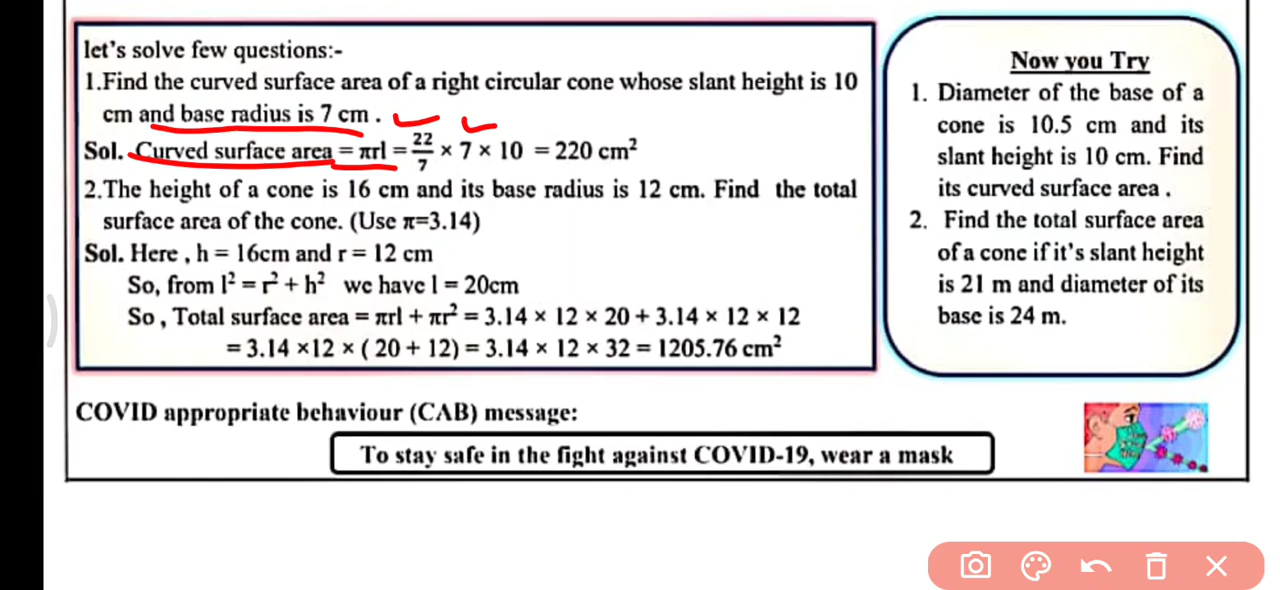 let's solve few questions:-
1.Find the curved surface area of a right circular cone whose slant height is 10
cm and base radius is 7 cm .
Sol. Curved surface area = πrl = 22/7 × 7 × 10 = 220 cm²
2.The height of a cone is 16 cm and its base radius is 12 cm. Find the total
surface area of the cone. (Use π=3.14)
Sol. Here , h = 16cm and r = 12 cm
So, from l² = r² + h² we have l = 20cm
So , Total surface area = πrl + πr² = 3.14 × 12 × 20 + 3.14 × 12 × 12
= 3.14 ×12 × ( 20 + 12) = 3.14 × 12 × 32 = 1205.76 cm²
Now you Try
1. Diameter of the base of a
cone is 10.5 cm and its
slant height is 10 cm. Find
its curved surface area .
2. Find the total surface area
of a cone if it's slant height
is 21 m and diameter of its
base is 24 m.
COVID appropriate behaviour (CAB) message:
To stay safe in the fight against COVID-19, wear a mask